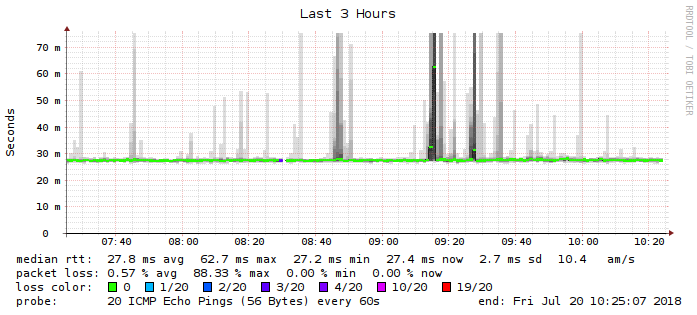 Last 3 Hours
RRDTOOL / TOBI OETIKER
Seconds
70 m
60 m
50 m
40 m
30 m
20 m
10 m
0
07:40 08:00 08:20 08:40 09:00 09:20 09:40 10:00 10:20
median rtt: 27.8 ms avg 62.7 ms max 27.2 ms min 27.4 ms now 2.7 ms sd 10.4 am/s
packet loss: 0.57 % avg 88.33 % max 0.00 % min 0.00 % now
loss color: 0 1/20 2/20 3/20 4/20 10/20 19/20
probe: 20 ICMP Echo Pings (56 Bytes) every 60s end: Fri Jul 20 10:25:07 2018